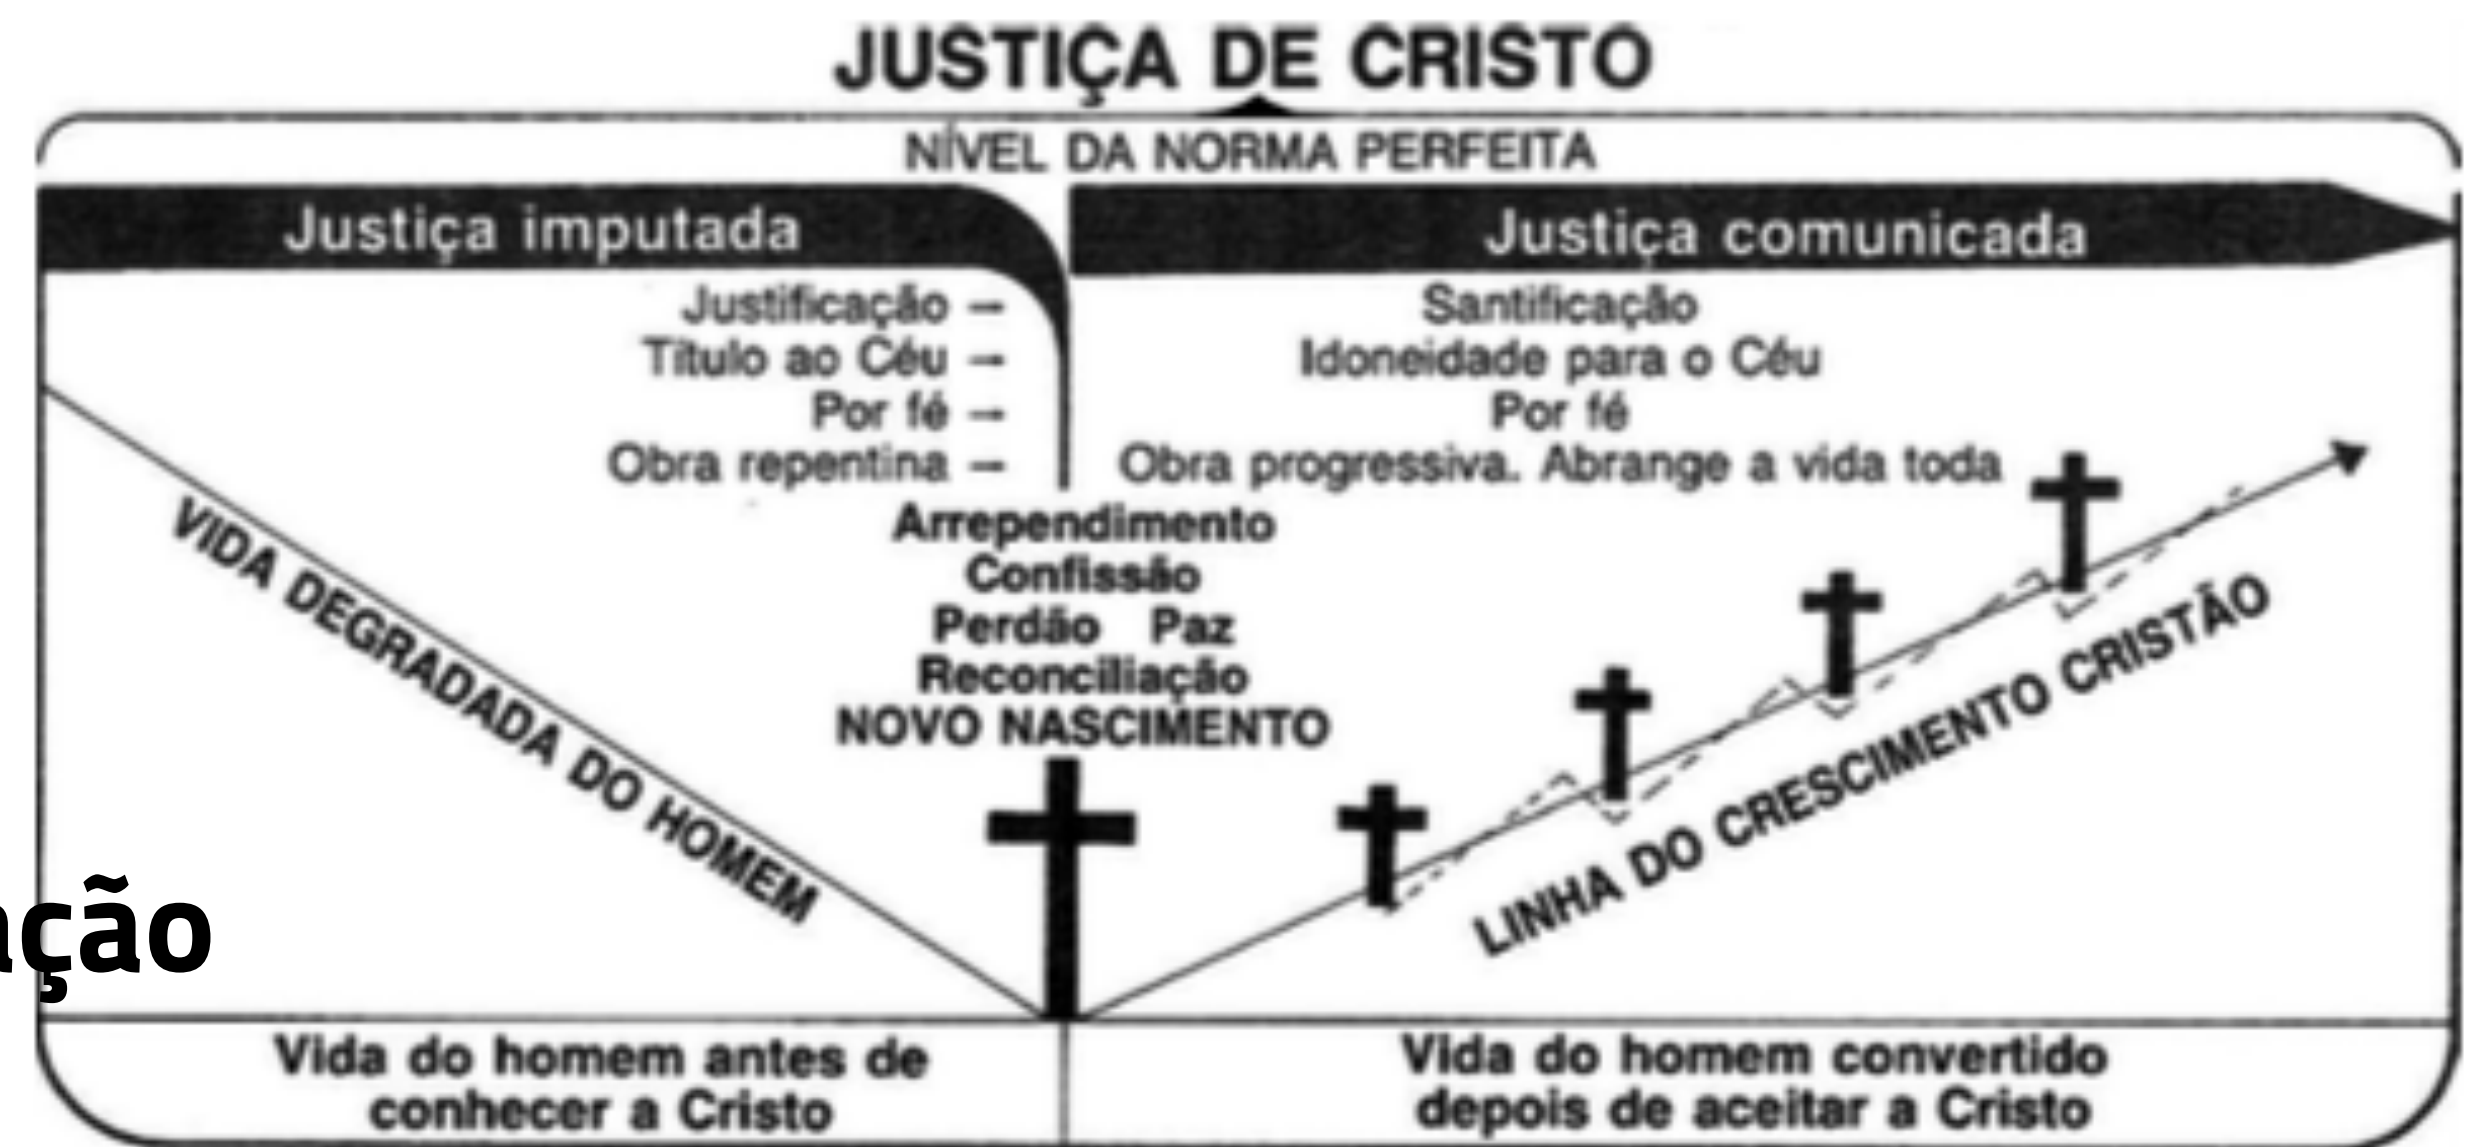 JUSTIÇA DE CRISTO
NÍVEL DA NORMA PERFEITA
Justiça imputada
Justificação –
Título ao Céu –
Por fé –
Obra repentina –
Justiça comunicada
Santificação
Idoneidade para o Céu
Por fé
Obra progressiva. Abrange a vida toda
Arrependimento
Confissão
Perdão Paz
Reconciliação
NOVO NASCIMENTO
VIDA DEGRADADA DO HOMEM
LINHA DO CRESCIMENTO CRISTÃO
ação
Vida do homem antes de
conhecer a Cristo
Vida do homem convertido
depois de aceitar a Cristo